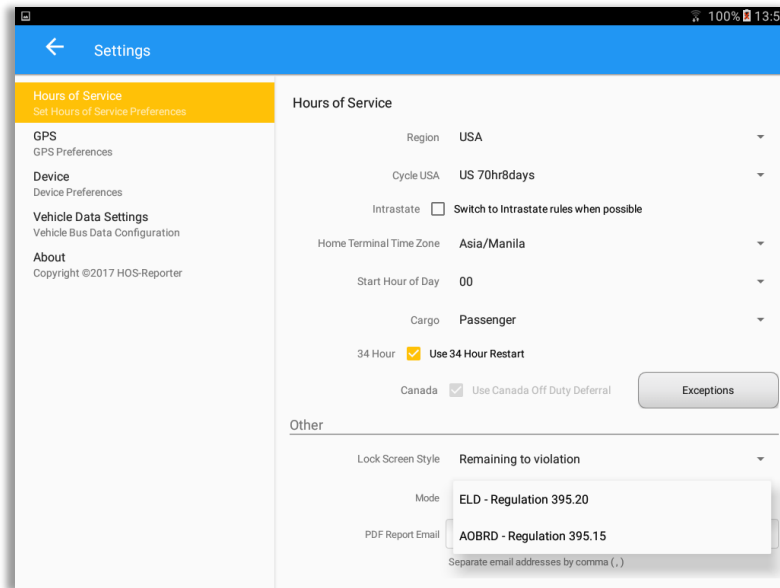 100% 13:5
Settings
Hours of Service
Set Hours of Service Preferences
GPS
GPS Preferences
Device
Device Preferences
Vehicle Data Settings
Vehicle Bus Data Configuration
About
Copyright ©2017 HOS-Reporter
Hours of Service
Region USA
Cycle USA US 70hr8days
Intrastate Switch to Intrastate rules when possible
Home Terminal Time Zone Asia/Manila
Start Hour of Day 00
Cargo Passenger
34 Hour Use 34 Hour Restart
Canada Use Canada Off Duty Deferral Exceptions
Other
Lock Screen Style Remaining to violation
Mode ELD - Regulation 395.20
AOBRD - Regulation 395.15
PDF Report Email
Separate email addresses by comma ( , )